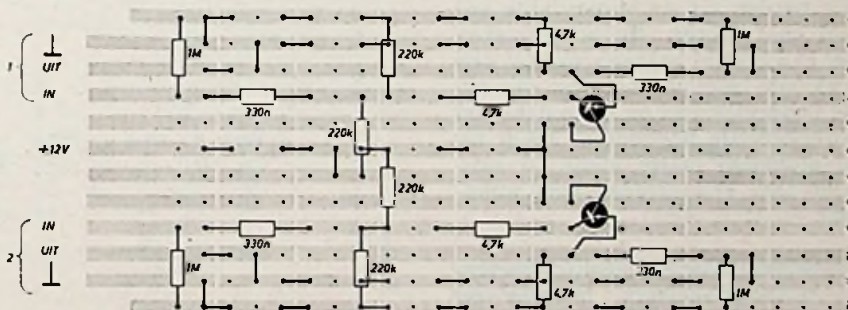 4,7k
1M
220k
1M
1
⊥
UIT
IN
330n
330n
4,7k
220k
+12V
220k
2
IN
UIT
⊥
330n
4,7k
330n
1M
220k
4,7k
1M